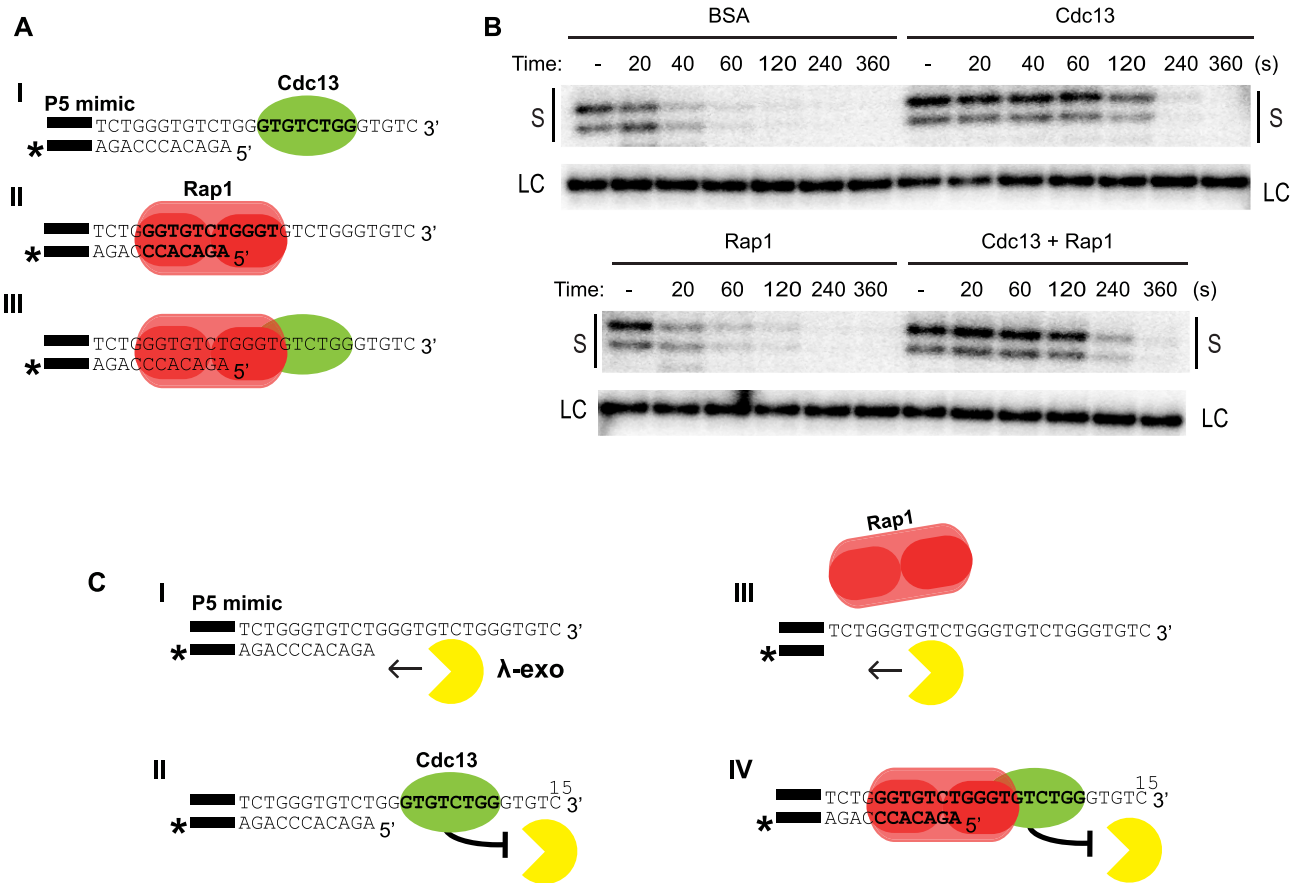 A
I
P5 mimic
Cdc13
TCTGGGTGTCTGGGTGTCTGGGTGTC 3’
* AGACCCACAGA 5’
II
Rap1
TCTGGGTGTCTGGGTGTCTGGGTGTC 3’
* AGACCCACAGA 5’
III
TCTGGGTGTCTGGGTGTCTGGGTGTC 3’
* AGACCCACAGA 5’
B
BSA Cdc13
Time: - 20 40 60 120 240 360 - 20 40 60 120 240 360 (s)
S S
LC LC
Rap1 Cdc13 + Rap1
Time: - 20 60 120 240 360 - 20 60 120 240 360 (s)
S S
LC LC
C
I
P5 mimic
TCTGGGTGTCTGGGTGTCTGGGTGTC 3’
* AGACCCACAGA
λ-exo
II
Cdc13
15
TCTGGGTGTCTGGGTGTCTGGGTGTC 3’
* AGACCCACAGA 5’
III
Rap1
TCTGGGTGTCTGGGTGTCTGGGTGTC 3’
*
IV
15
TCTGGGTGTCTGGGTGTCTGGGTGTC 3’
* AGACCCACAGA 5’